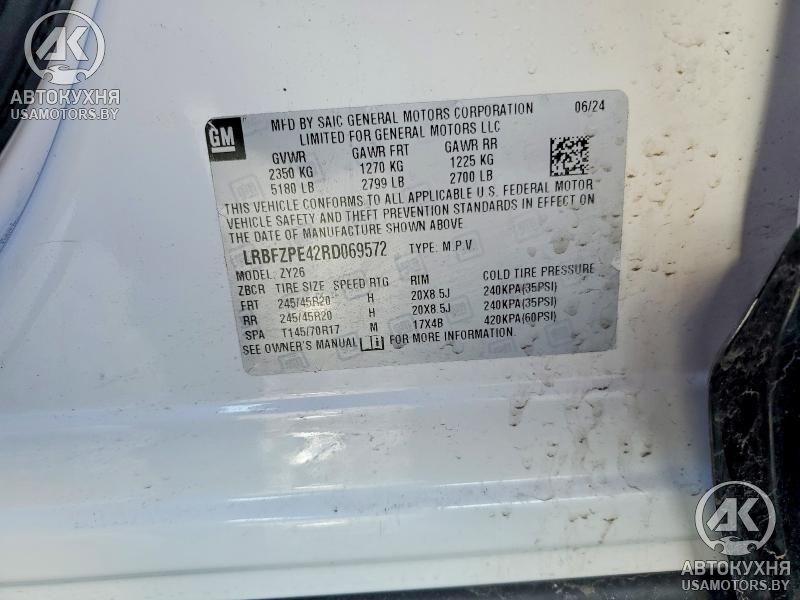 AK
АВТОКУХНЯ
USAMOTORS.BY
GM
MFD BY SAIC GENERAL MOTORS CORPORATION 06/24
LIMITED FOR GENERAL MOTORS LLC
GVWR GAWR FRT GAWR RR
2350 KG 1270 KG 1225 KG
5180 LB 2799 LB 2700 LB
THIS VEHICLE CONFORMS TO ALL APPLICABLE U.S. FEDERAL MOTOR
VEHICLE SAFETY AND THEFT PREVENTION STANDARDS IN EFFECT ON
THE DATE OF MANUFACTURE SHOWN ABOVE
LRBFZPE42RD069572 TYPE: M.P.V.
MODEL: ZY26
ZBCR TIRE SIZE SPEED RTG RIM COLD TIRE PRESSURE
FRT 245/45R20 H 20X8.5J 240KPA(35PSI)
RR 245/45R20 H 20X8.5J 240KPA(35PSI)
SPA T145/70R17 M 17X4B 420KPA(60PSI)
SEE OWNER'S MANUAL FOR MORE INFORMATION.
AK
АВТОКУХНЯ
USAMOTORS.BY